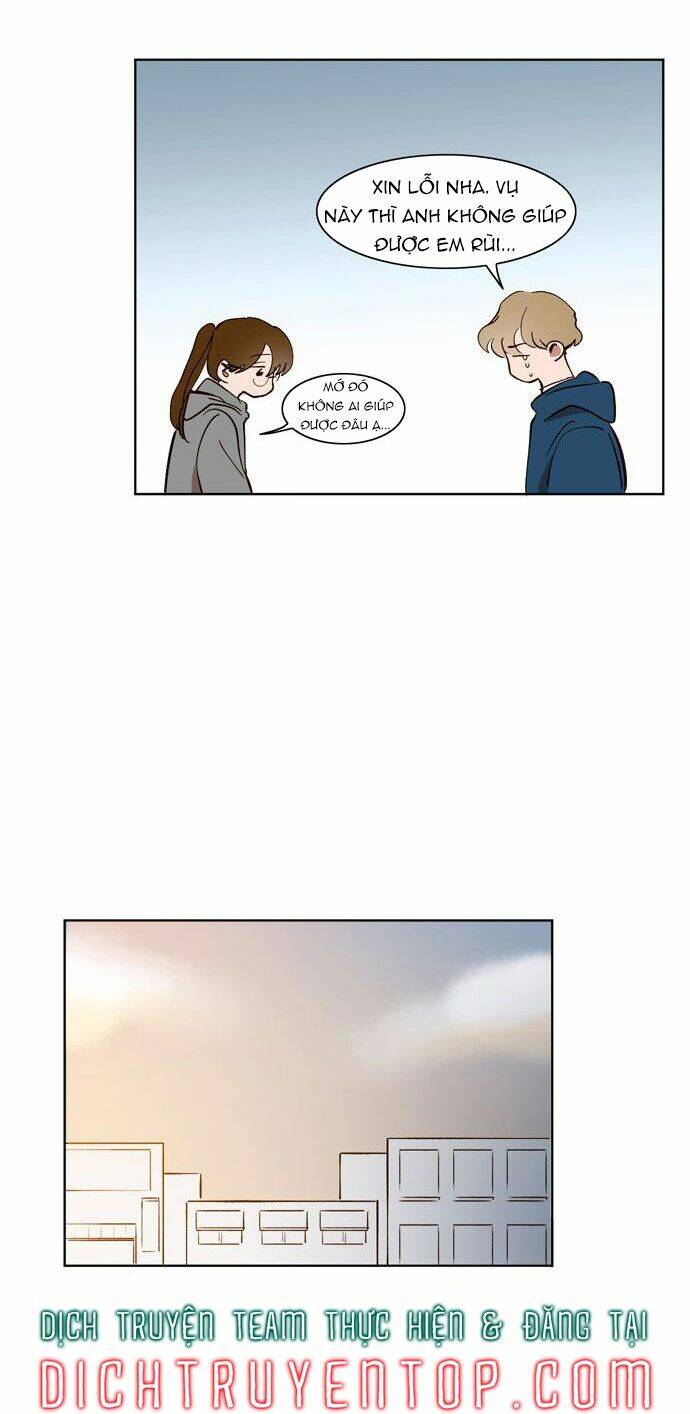 XIN LỖI NHA. VỤ
NÀY THÌ ANH KHÔNG GIÚP
ĐƯỢC EM RÙI...
MỚ ĐÓ
KHÔNG AI GIÚP
ĐƯỢC ĐÂU Ạ...
DỊCH TRUYỆN TEAM THỰC HIỆN & ĐĂNG TẠI
DICHTRUYENTOP.COM